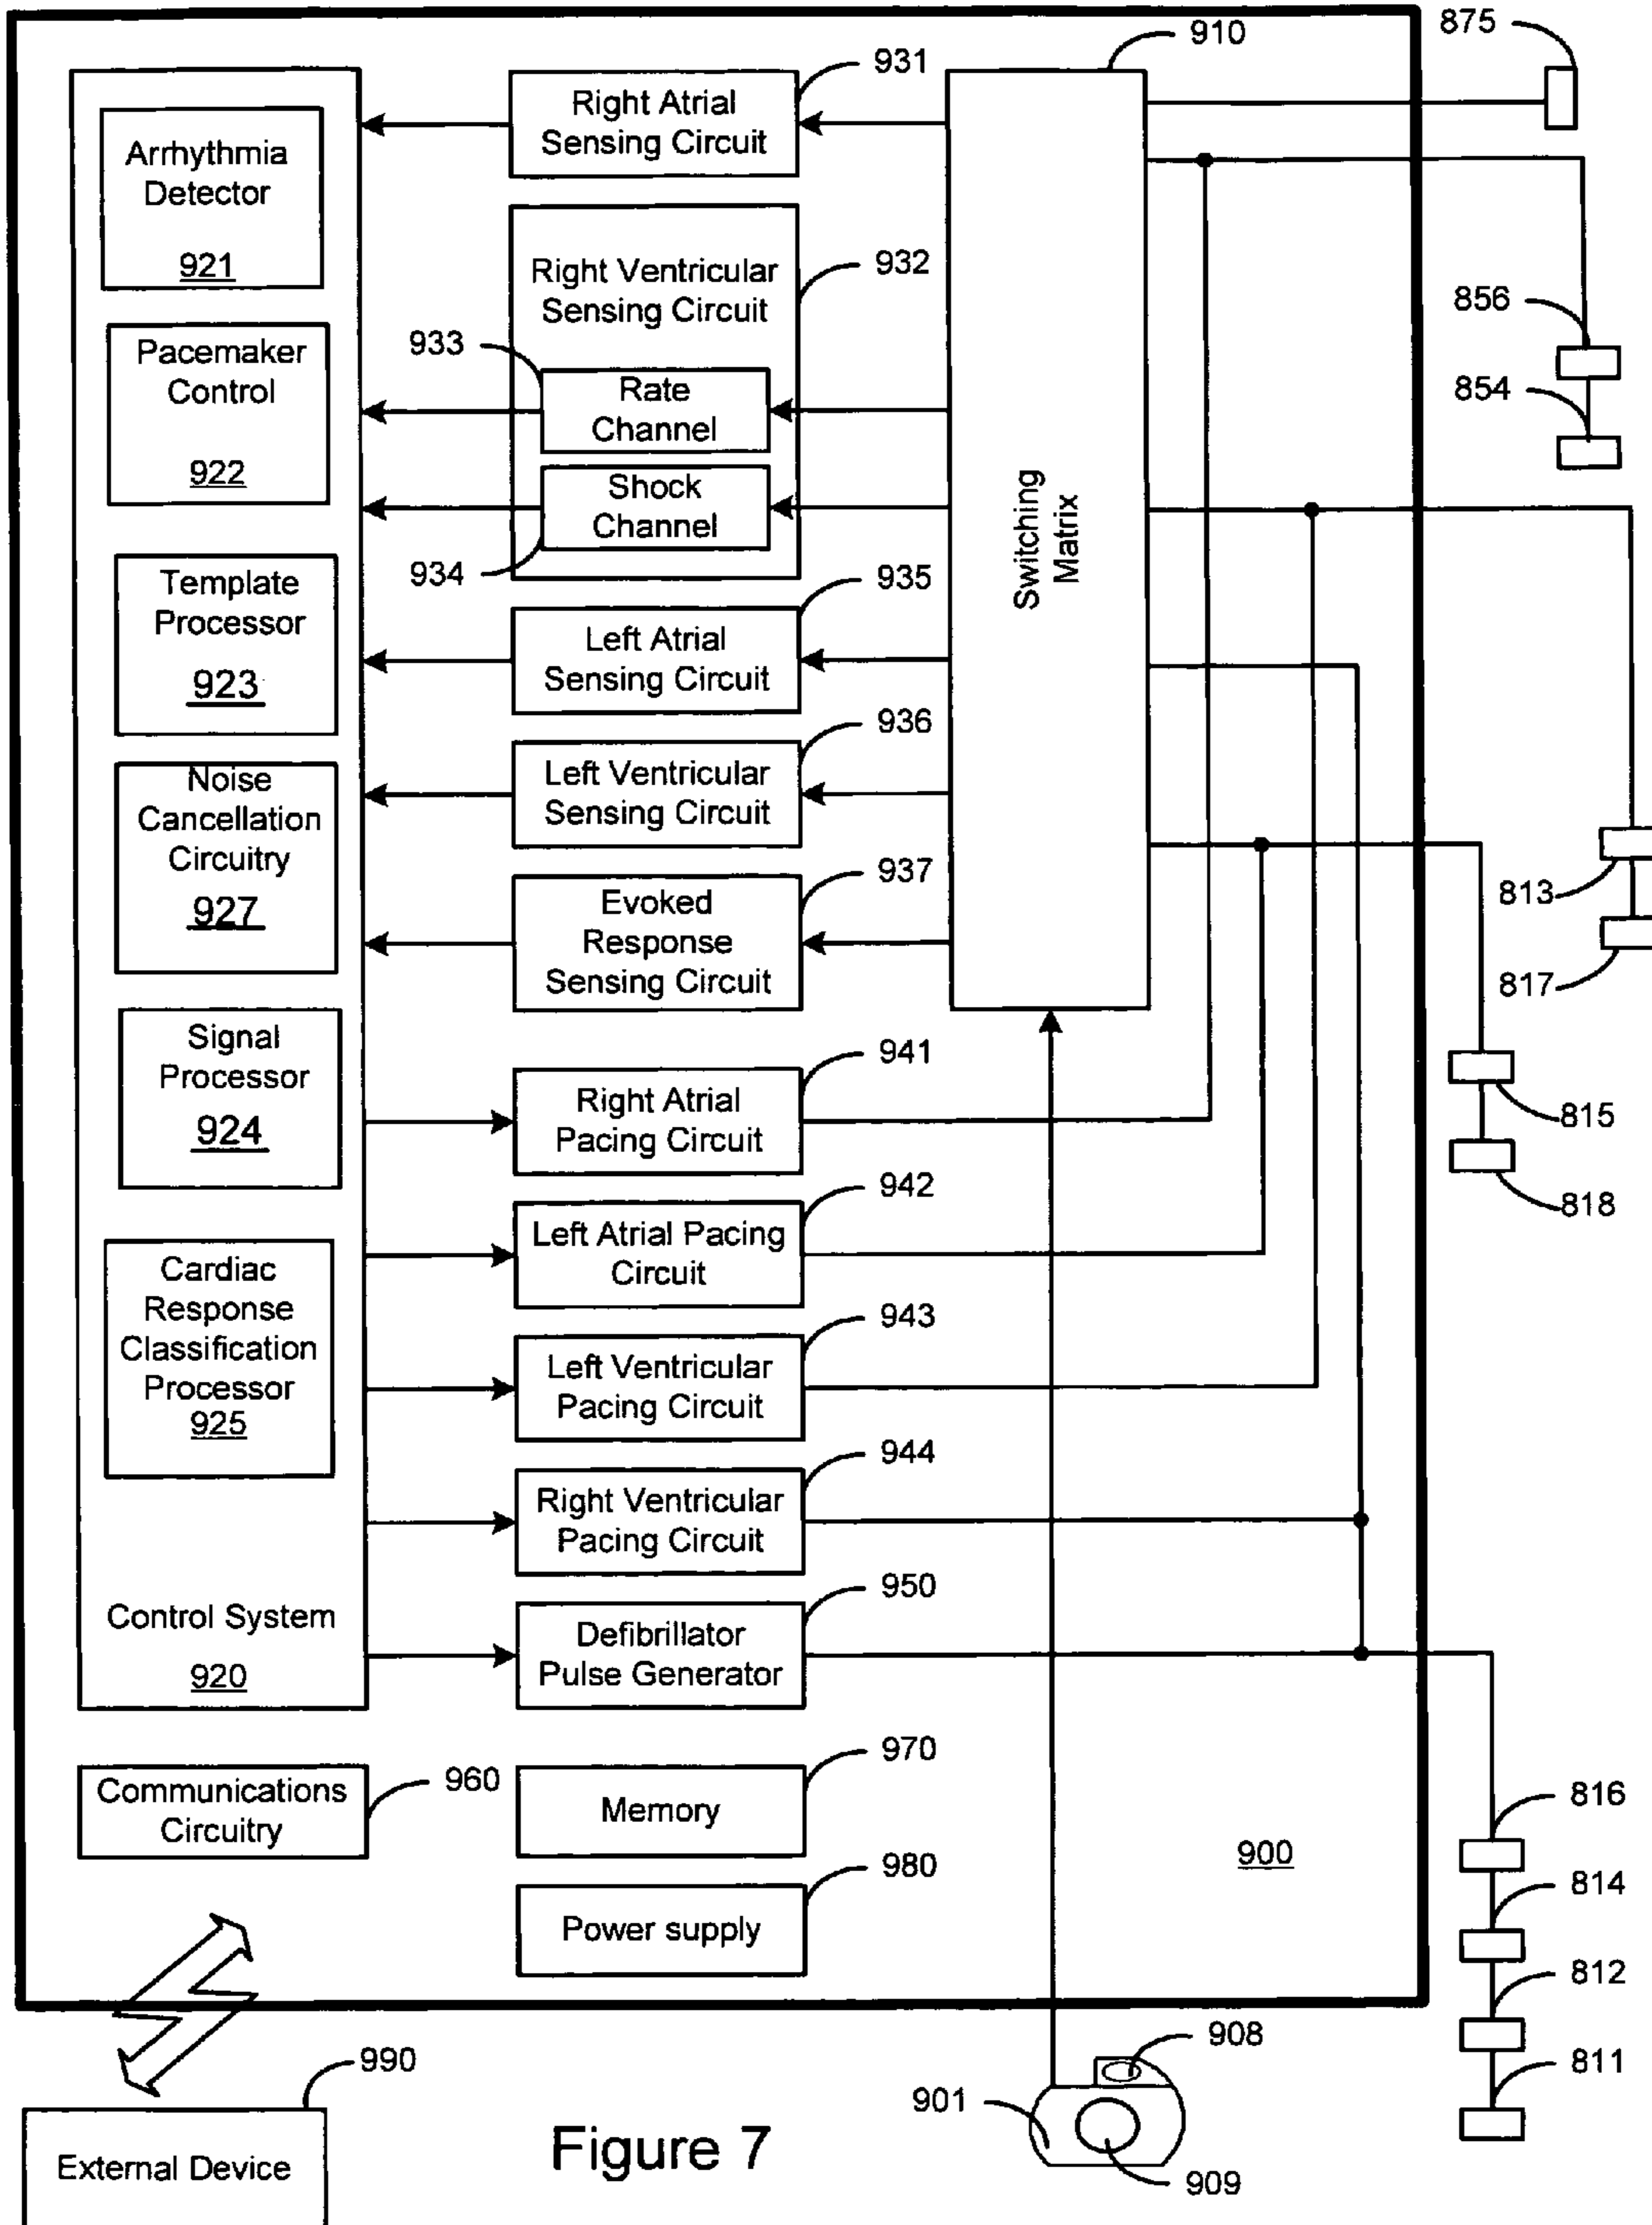 910
875
931
Right Atrial
Sensing Circuit
Arrhythmia
Detector
921
932
Right Ventricular
Sensing Circuit
856
933
Pacemaker
Control
922
Rate
Channel
854
Shock
Channel
934
Switching
Matrix
935
Template
Processor
923
Left Atrial
Sensing Circuit
936
Noise
Cancellation
Circuitry
927
Left Ventricular
Sensing Circuit
937
Evoked
Response
Sensing Circuit
813
817
Signal
Processor
924
941
Right Atrial
Pacing Circuit
815
818
942
Left Atrial Pacing
Circuit
Cardiac
Response
Classification
Processor
925
943
Left Ventricular
Pacing Circuit
944
Right Ventricular
Pacing Circuit
950
Control System
920
Defibrillator
Pulse Generator
970
Communications
Circuitry
960
Memory
816
900
980
Power supply
814
812
908
811
990
901
909
External Device
Figure 7